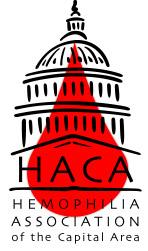 HACA
HEMOPHILIA
ASSOCIATION
of the Capital Area